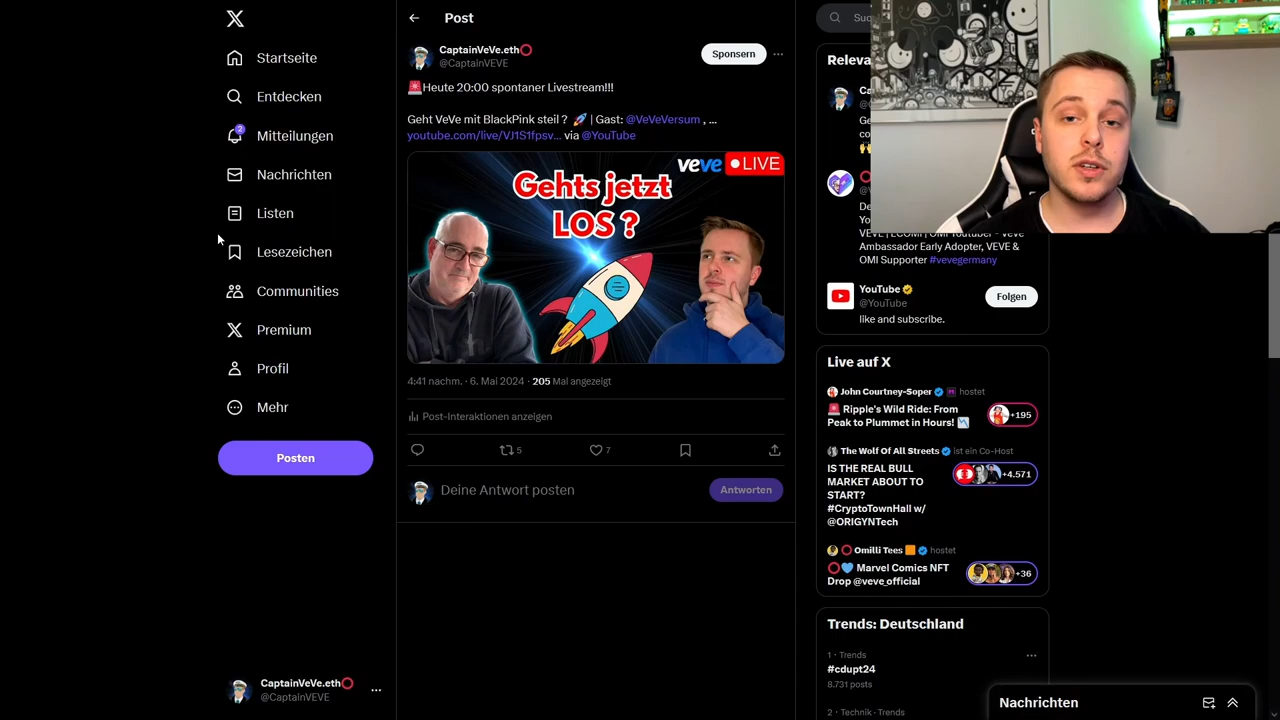 Startseite
Entdecken
2
Mitteilungen
Nachrichten
Listen
Lesezeichen
Communities
Premium
Profil
Mehr
Posten
CaptainVeVe.eth
@CaptainVEVE
Post
CaptainVeVe.eth
@CaptainVEVE
Sponsern
🚨Heute 20:00 spontaner Livestream!!!
Geht VeVe mit BlackPink steil ? 🚀 | Gast: @VeVeVersum , ...
youtube.com/live/VJ1S1fpsv... via @YouTube
veve LIVE
Gehts jetzt
LOS ?
4:41 nachm. · 6. Mai 2024 · 205 Mal angezeigt
Post-Interaktionen anzeigen
5
7
Deine Antwort posten
Antworten
Releva
VEVE | ECOMI | OMI Youtuber - Veve
Ambassador Early Adopter, VEVE &
OMI Supporter #vevegermany
YouTube
@YouTube
like and subscribe.
Folgen
Live auf X
John Courtney-Soper hostet
🚨 Ripple's Wild Ride: From
Peak to Plummet in Hours! 📉
+195
The Wolf Of All Streets ist ein Co-Host
IS THE REAL BULL
MARKET ABOUT TO
START?
#CryptoTownHall w/
@ORIGYNTech
+4.571
Omilli Tees hostet
⭕💙 Marvel Comics NFT
Drop @veve_official
+36
Trends: Deutschland
1 · Trends
#cdupt24
8.731 posts
2 · Technik · Trends
Nachrichten